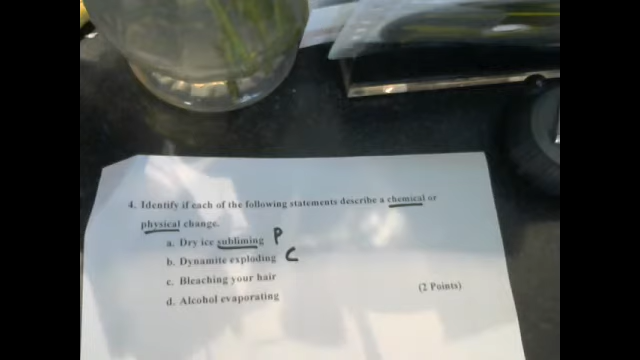 4. Identify if each of the following statements describe a chemical or
physical change.
a. Dry ice subliming P
b. Dynamite exploding C
c. Bleaching your hair
(2 Points)
d. Alcohol evaporating